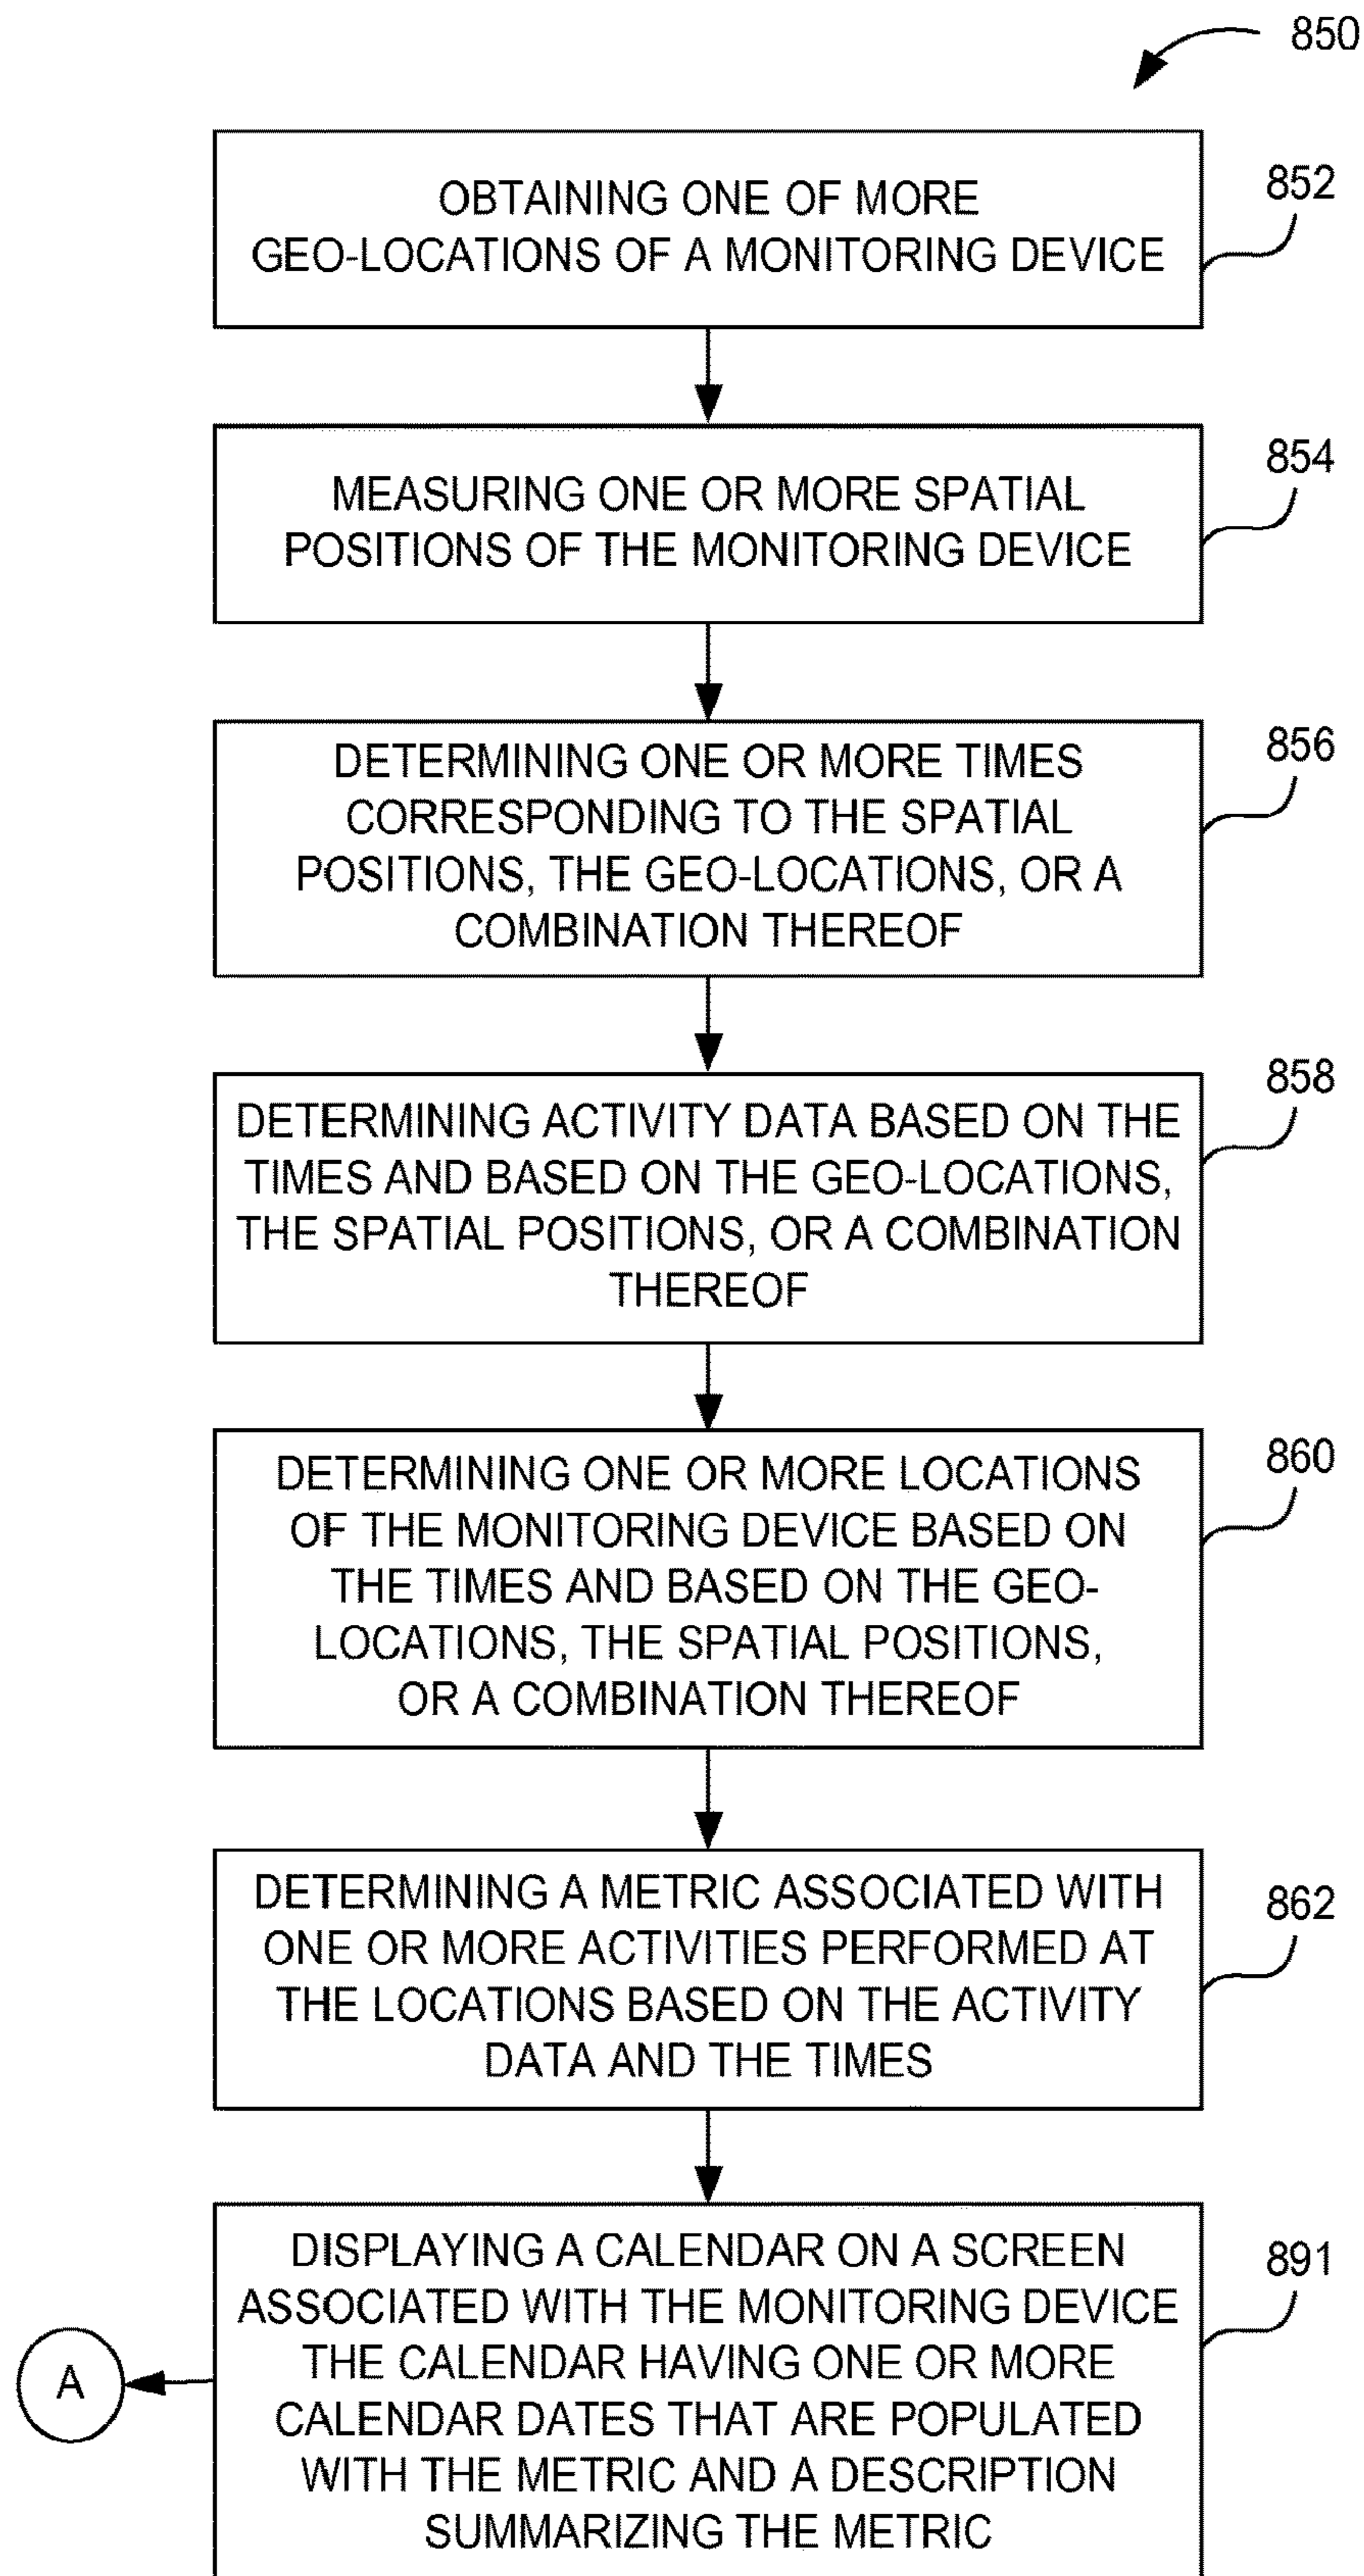 850
OBTAINING ONE OF MORE
GEO-LOCATIONS OF A MONITORING DEVICE
852
MEASURING ONE OR MORE SPATIAL
POSITIONS OF THE MONITORING DEVICE
854
DETERMINING ONE OR MORE TIMES
CORRESPONDING TO THE SPATIAL
POSITIONS, THE GEO-LOCATIONS, OR A
COMBINATION THEREOF
856
DETERMINING ACTIVITY DATA BASED ON THE
TIMES AND BASED ON THE GEO-LOCATIONS,
THE SPATIAL POSITIONS, OR A COMBINATION
THEREOF
858
DETERMINING ONE OR MORE LOCATIONS
OF THE MONITORING DEVICE BASED ON
THE TIMES AND BASED ON THE GEO-
LOCATIONS, THE SPATIAL POSITIONS,
OR A COMBINATION THEREOF
860
DETERMINING A METRIC ASSOCIATED WITH
ONE OR MORE ACTIVITIES PERFORMED AT
THE LOCATIONS BASED ON THE ACTIVITY
DATA AND THE TIMES
862
DISPLAYING A CALENDAR ON A SCREEN
ASSOCIATED WITH THE MONITORING DEVICE
THE CALENDAR HAVING ONE OR MORE
CALENDAR DATES THAT ARE POPULATED
WITH THE METRIC AND A DESCRIPTION
SUMMARIZING THE METRIC
891
A